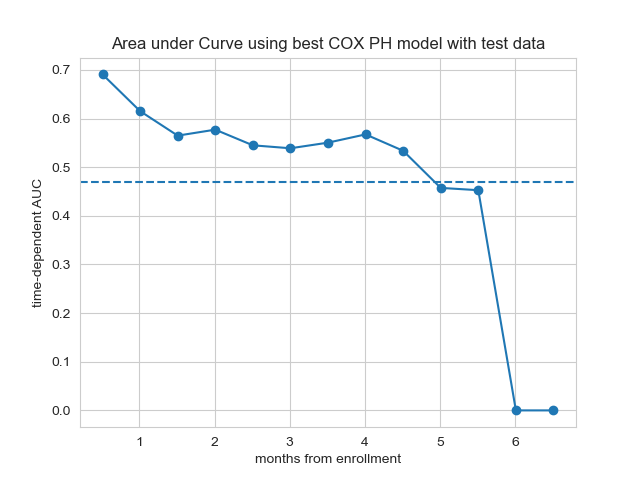 Area under Curve using best COX PH model with test data
time-dependent AUC
0.7
0.6
0.5
0.4
0.3
0.2
0.1
0.0
1 2 3 4 5 6
months from enrollment